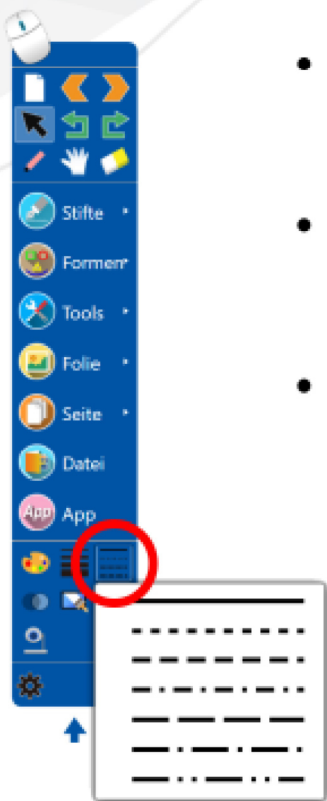 Stifte
Formen
Tools
Folie
Seite
Datei
App App